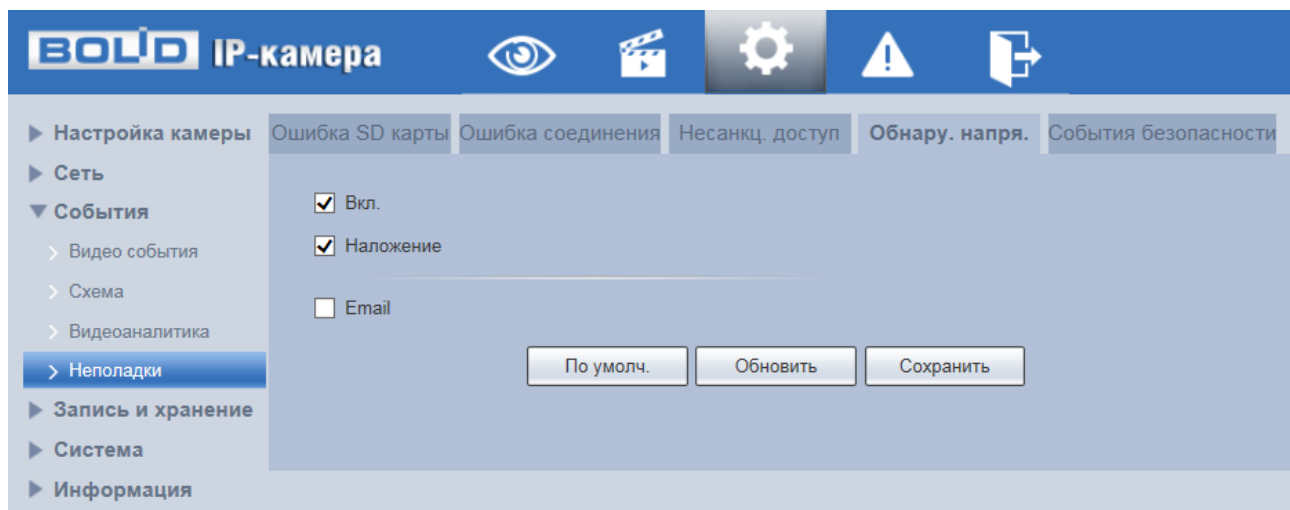 BOLID IP-камера
Настройка камеры
Сеть
События
Видео события
Схема
Видеоаналитика
Неполадки
Запись и хранение
Система
Информация
Ошибка SD карты Ошибка соединения Несанкц. доступ Обнару. напря. События безопасности
Вкл.
Наложение
Email
По умолч. Обновить Сохранить